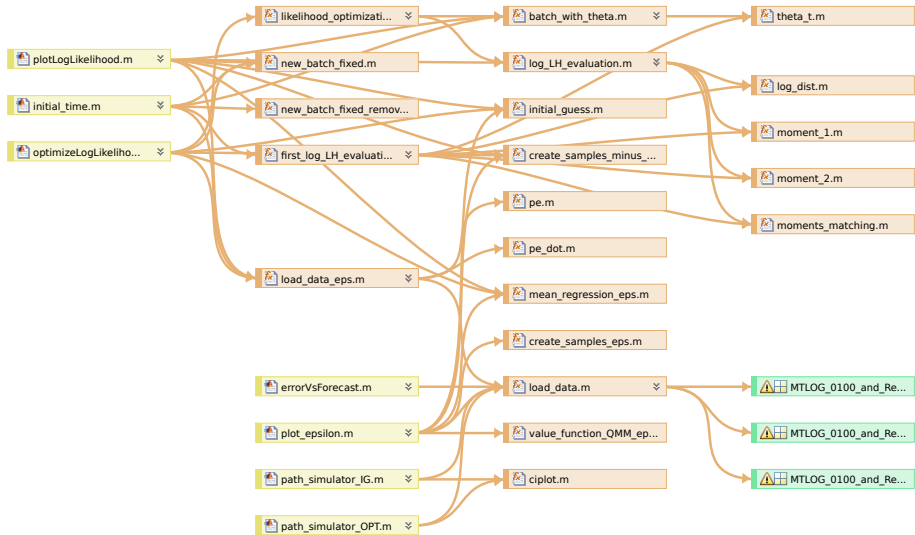 likelihood_optimizati...
batch_with_theta.m
theta_t.m
plotLogLikelihood.m
new_batch_fixed.m
log_LH_evaluation.m
log_dist.m
initial_time.m
new_batch_fixed_remov...
initial_guess.m
moment_1.m
optimizeLogLikeliho...
first_log_LH_evaluati...
create_samples_minus_...
moment_2.m
pe.m
moments_matching.m
pe_dot.m
load_data_eps.m
mean_regression_eps.m
create_samples_eps.m
errorVsForecast.m
load_data.m
MTLOG_0100_and_Re...
plot_epsilon.m
value_function_QMM_ep...
MTLOG_0100_and_Re...
path_simulator_IG.m
ciplot.m
MTLOG_0100_and_Re...
path_simulator_OPT.m